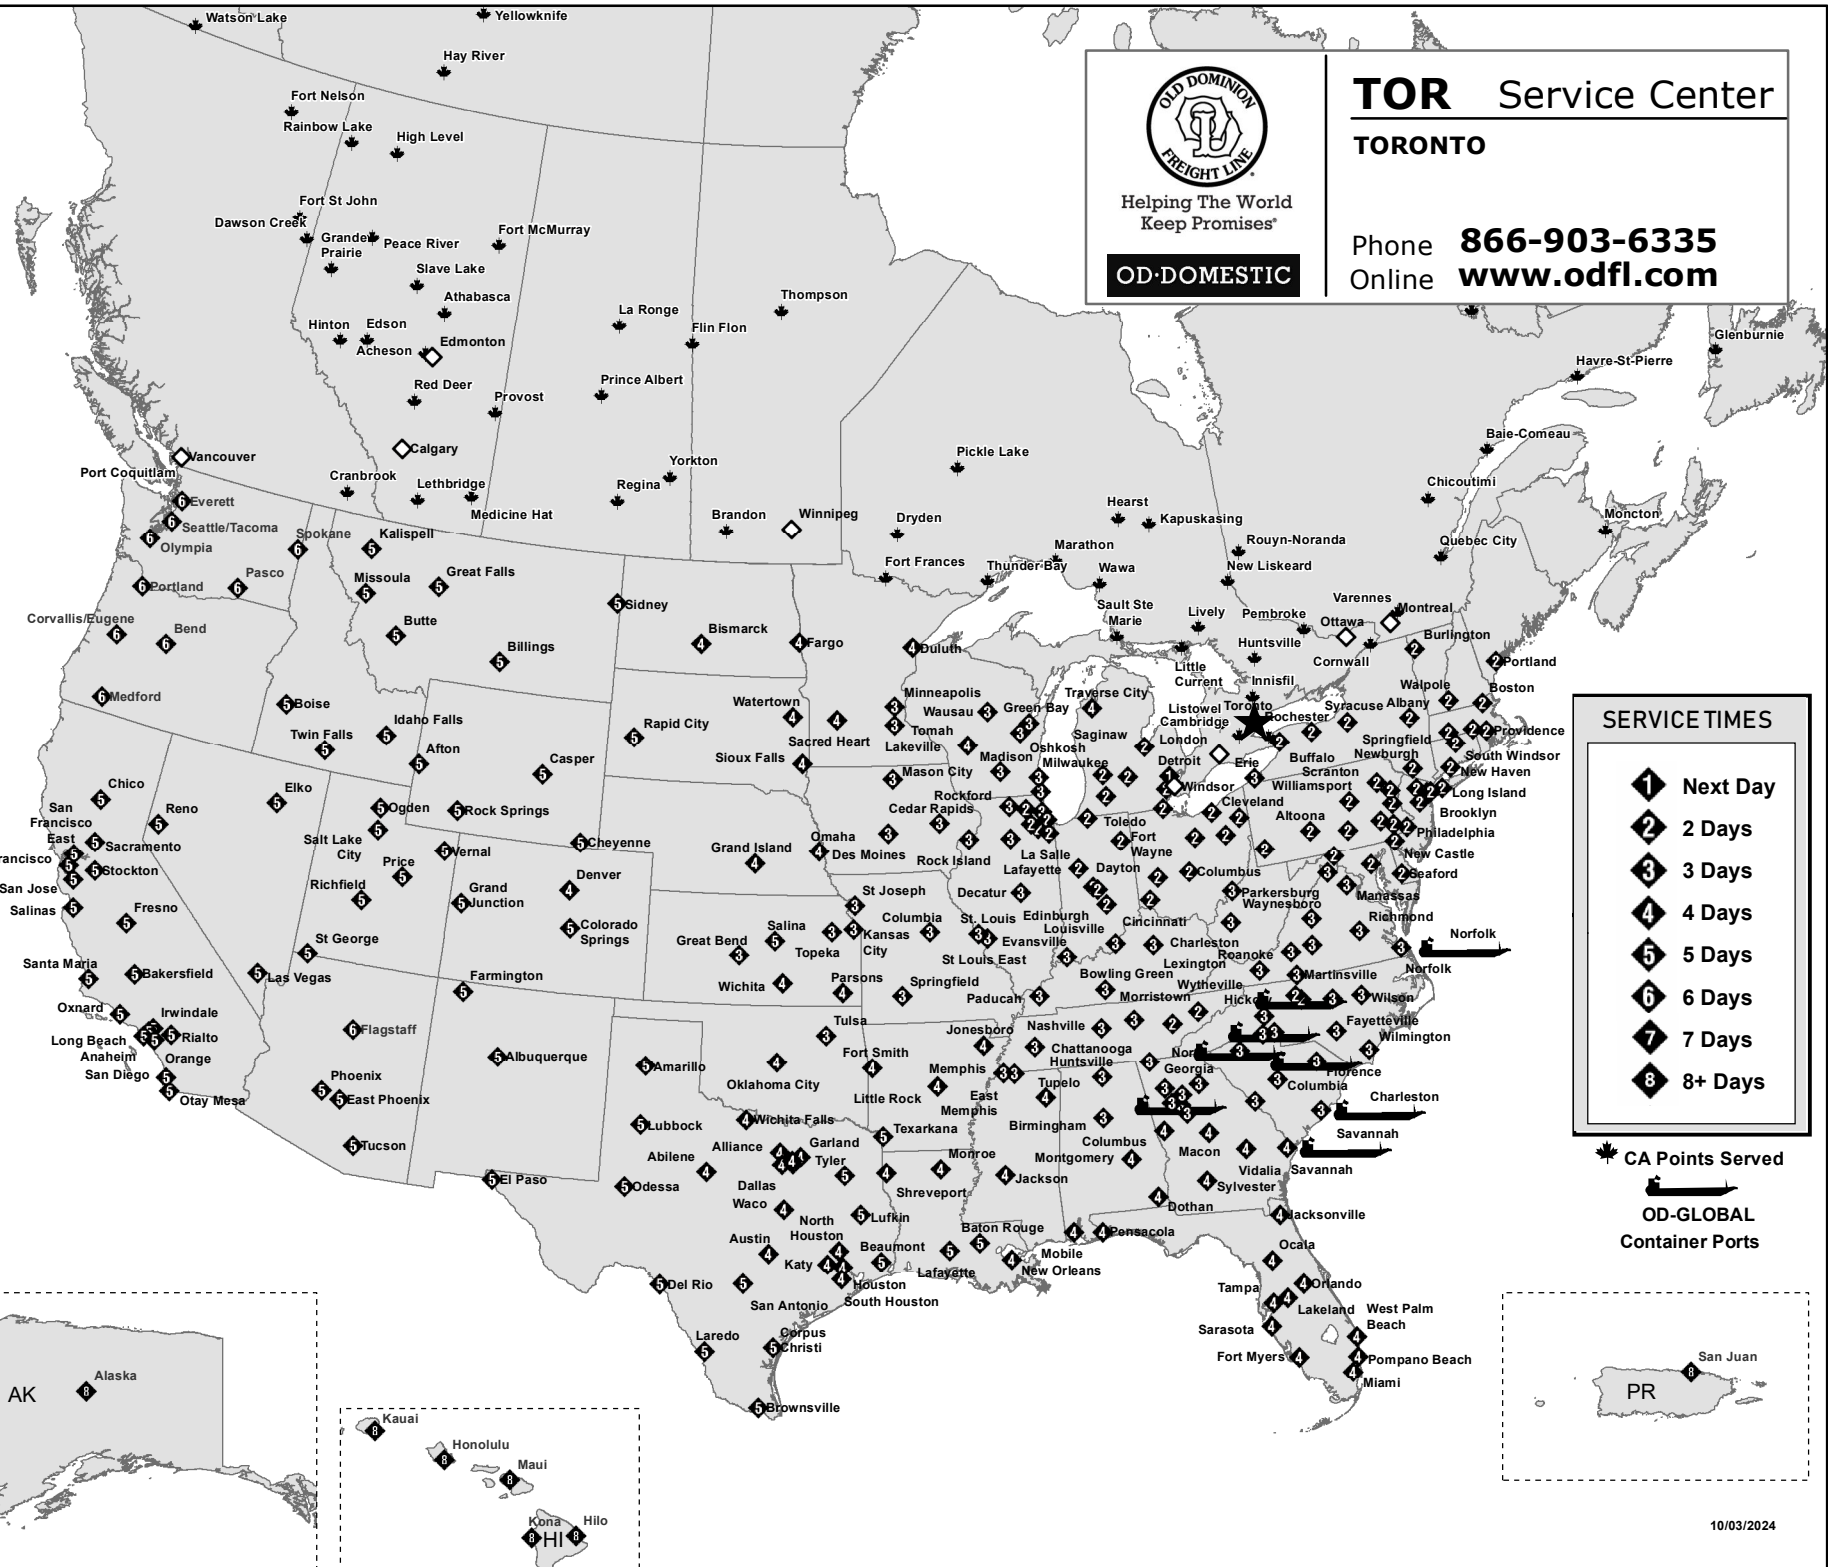 Watson Lake
Yellowknife
Hay River
Fort Nelson
Rainbow Lake
High Level
Fort St John
Dawson Creek
Grande
Prairie
Peace River
Fort McMurray
Slave Lake
Athabasca
Hinton
Edson
Acheson
Edmonton
Red Deer
Provost
La Ronge
Thompson
Flin Flon
Prince Albert
Vancouver
Port Coquitlam
Calgary
Cranbrook
Lethbridge
Medicine Hat
Yorkton
Regina
Brandon
Winnipeg
Pickle Lake
Dryden
Fort Frances
Thunder Bay
Marathon
Wawa
Hearst
Kapuskasing
Rouyn-Noranda
New Liskeard
Sault Ste
Marie
Lively
Pembroke
Huntsville
Little
Current
Innisfil
Varennes
Montreal
Ottawa
Cornwall
Quebec City
Chicoutimi
Baie-Comeau
Havre-St-Pierre
Glenburnie
Moncton
OLD DOMINION
FREIGHT LINE
Helping The World
Keep Promises
OD·DOMESTIC
TOR Service Center
TORONTO
Phone 866-903-6335
Online www.odfl.com
Everett
Seattle/Tacoma
Olympia
Spokane
Portland
Pasco
Corvallis/Eugene
Bend
Medford
Kalispell
Missoula
Great Falls
Butte
Billings
Sidney
Bismarck
Fargo
Duluth
Boise
Twin Falls
Idaho Falls
Afton
Casper
Rapid City
Watertown
Sacred Heart
Sioux Falls
Minneapolis
Wausau
Green Bay
Tomah
Lakeville
Oshkosh
Madison
Milwaukee
Mason City
Rockford
Cedar Rapids
Traverse City
Saginaw
Listowel
Cambridge
Toronto
London
Detroit
Windsor
Erie
Rochester
Syracuse
Albany
Buffalo
Burlington
Portland
Walpole
Boston
Springfield
Providence
South Windsor
Newburgh
New Haven
Scranton
Long Island
Williamsport
Brooklyn
Cleveland
Altoona
Philadelphia
New Castle
Seaford
Toledo
Fort
Wayne
Chico
San
Francisco
East
Reno
Elko
Sacramento
rancisco
Stockton
San Jose
Salinas
Fresno
Ogden
Salt Lake
City
Rock Springs
Vernal
Cheyenne
Price
Richfield
Grand
Junction
Denver
Colorado
Springs
St George
Grand Island
Omaha
Des Moines
Rock Island
La Salle
Lafayette
Dayton
Columbus
Parkersburg
Waynesboro
Manassas
Richmond
Norfolk
Norfolk
St Joseph
Decatur
Salina
Great Bend
Topeka
Kansas
City
Columbia
St. Louis
St Louis East
Edinburgh
Louisville
Evansville
Cincinnati
Charleston
Lexington
Roanoke
Martinsville
Santa Maria
Bakersfield
Las Vegas
Farmington
Wichita
Parsons
Springfield
Paducah
Bowling Green
Morristown
Wytheville
Hickory
Wilson
Oxnard
Irwindale
Long Beach
Rialto
Anaheim
Orange
San Diego
Otay Mesa
Flagstaff
Albuquerque
Phoenix
East Phoenix
Tucson
Amarillo
Tulsa
Oklahoma City
Fort Smith
Little Rock
Jonesboro
Nashville
Chattanooga
Huntsville
Memphis
East
Memphis
Tupelo
Georgia
Fayetteville
Wilmington
Florence
Columbia
Charleston
Savannah
Savannah
Lubbock
Wichita Falls
Texarkana
Birmingham
Columbus
Montgomery
Macon
Vidalia
Sylvester
Alliance
Abilene
Garland
Tyler
Dallas
Waco
Monroe
Shreveport
Jackson
Dothan
El Paso
Odessa
Lufkin
North
Houston
Baton Rouge
Pensacola
Jacksonville
Austin
Katy
Beaumont
Lafayette
Mobile
New Orleans
Houston
South Houston
Del Rio
San Antonio
Laredo
Corpus
Christi
Brownsville
Ocala
Orlando
Tampa
Lakeland
Sarasota
West Palm
Beach
Fort Myers
Pompano Beach
Miami
SERVICE TIMES
1 Next Day
2 2 Days
3 3 Days
4 4 Days
5 5 Days
6 6 Days
7 7 Days
8 8+ Days
CA Points Served
OD-GLOBAL
Container Ports
Alaska
AK
Kauai
Honolulu
Maui
Kona
Hilo
HI
San Juan
PR
10/03/2024